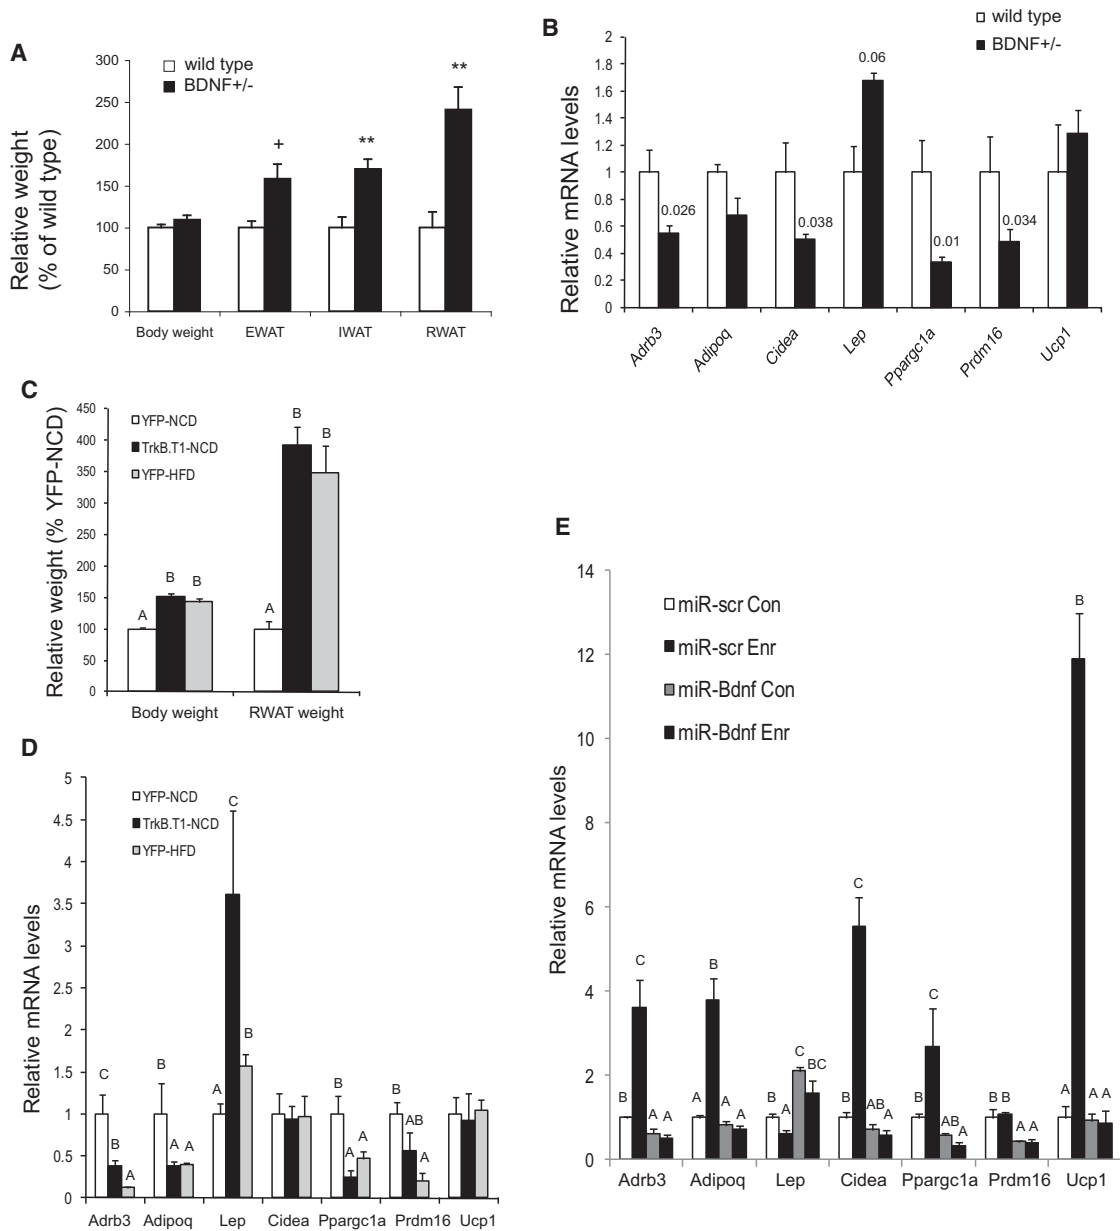 A
Relative weight
(% of wild type)
300
250
200
150
100
50
0
wild type
BDNF+/-
+
**
**
Body weight
EWAT
IWAT
RWAT
B
Relative mRNA levels
2
1.8
1.6
1.4
1.2
1
0.8
0.6
0.4
0.2
0
wild type
BDNF+/-
0.026
0.038
0.06
0.01
0.034
Adrb3
Adipoq
Cidea
Lep
Ppargc1a
Prdm16
Ucp1
C
Relative weight (% YFP-NCD)
450
400
350
300
250
200
150
100
50
0
YFP-NCD
TrkB.T1-NCD
YFP-HFD
A
B
B
A
B
B
Body weight
RWAT weight
D
Relative mRNA levels
5
4.5
4
3.5
3
2.5
2
1.5
1
0.5
0
YFP-NCD
TrkB.T1-NCD
YFP-HFD
C
B
A
B
A
A
A
C
B
B
A
A
B
AB
A
Adrb3
Adipoq
Lep
Cidea
Ppargc1a
Prdm16
Ucp1
E
Relative mRNA levels
14
12
10
8
6
4
2
0
miR-scr Con
miR-scr Enr
miR-Bdnf Con
miR-Bdnf Enr
B
C
A
A
A
B
A
A
B
A
C
BC
B
C
AB
A
B
C
AB
A
B
B
A
A
A
B
A
A
Adrb3
Adipoq
Lep
Cidea
Ppargc1a
Prdm16
Ucp1